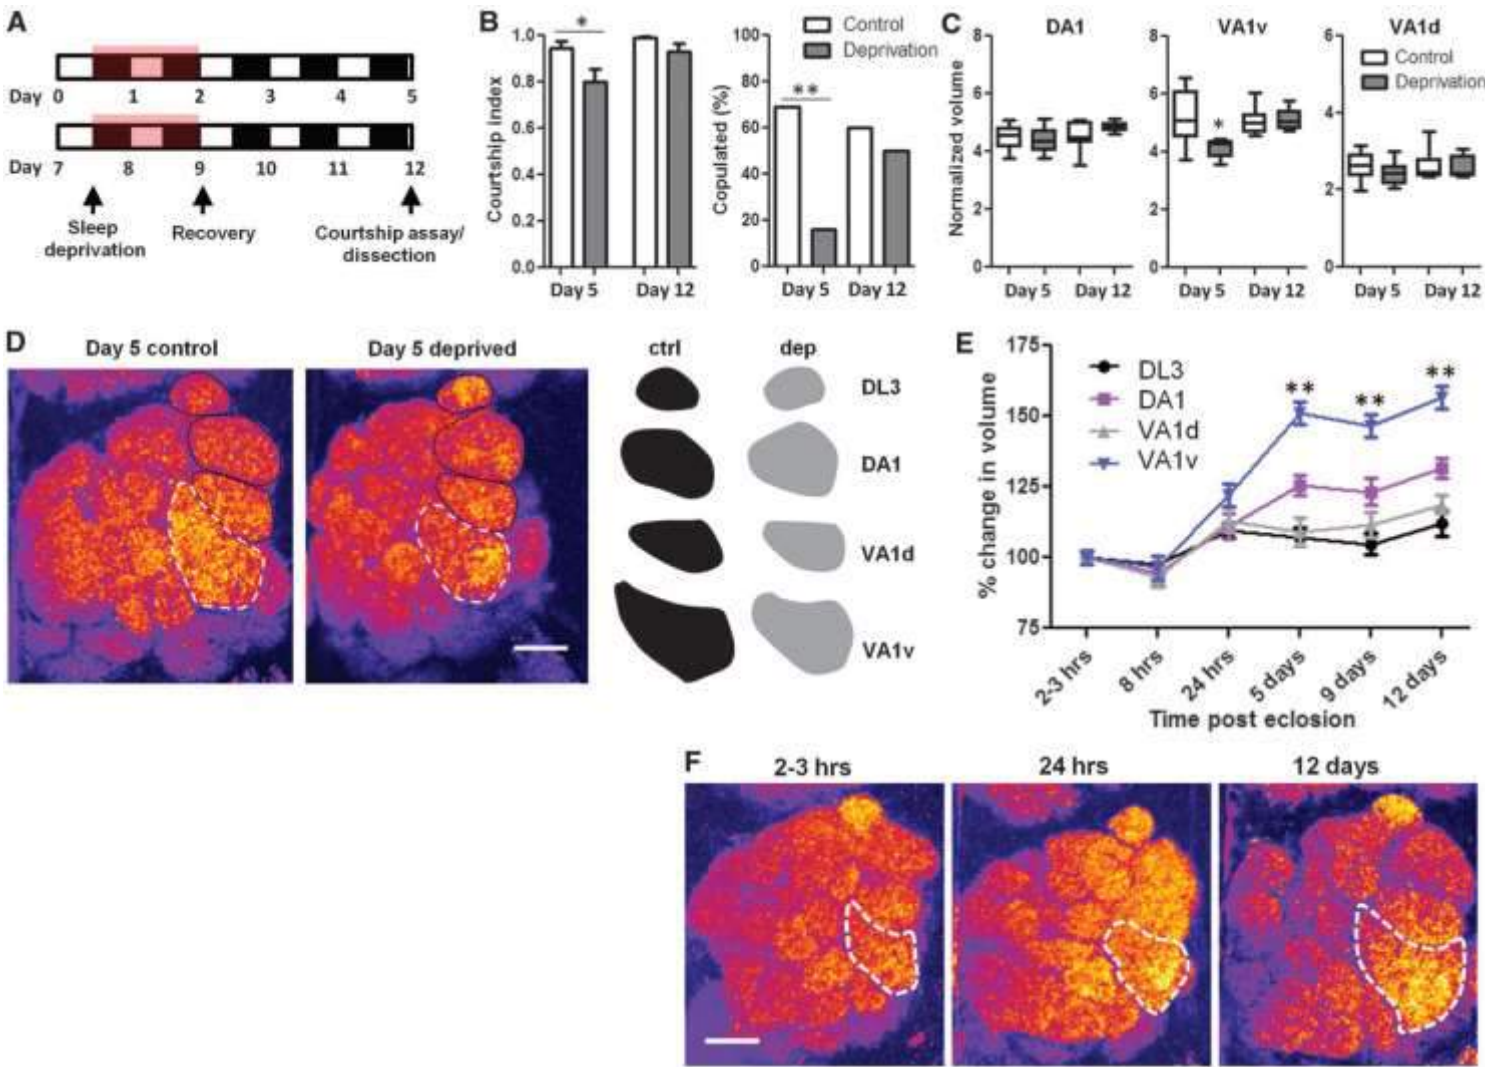 A
Day 0 1 2 3 4 5
Day 7 8 9 10 11 12
Sleep
deprivation
Recovery
Courtship assay/
dissection
B
*
Courtship index
1.0
0.8
0.6
0.4
0.2
0.0
Day 5 Day 12
Control
Deprivation
**
Copulated (%)
100
80
60
40
20
0
Day 5 Day 12
C
DA1 VA1v VA1d
Normalized volume
8
6
4
2
0
Day 5 Day 12
8
6
4
2
0
*
Day 5 Day 12
Control
Deprivation
6
4
2
0
Day 5 Day 12
D
Day 5 control Day 5 deprived ctrl dep
DL3
DA1
VA1d
VA1v
E
% change in volume
175
150
125
100
75
DL3
DA1
VA1d
VA1v
** ** **
2-3 hrs 8 hrs 24 hrs 5 days 9 days 12 days
Time post eclosion
F
2-3 hrs 24 hrs 12 days